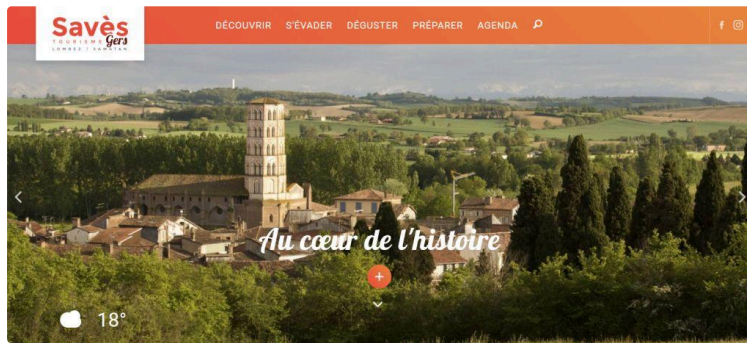 Savès
TOURISME Gers
LOMBEZ | SAMATAN
DÉCOUVRIR S'ÉVADER DÉGUSTER PRÉPARER AGENDA
Au cœur de l'histoire
18°